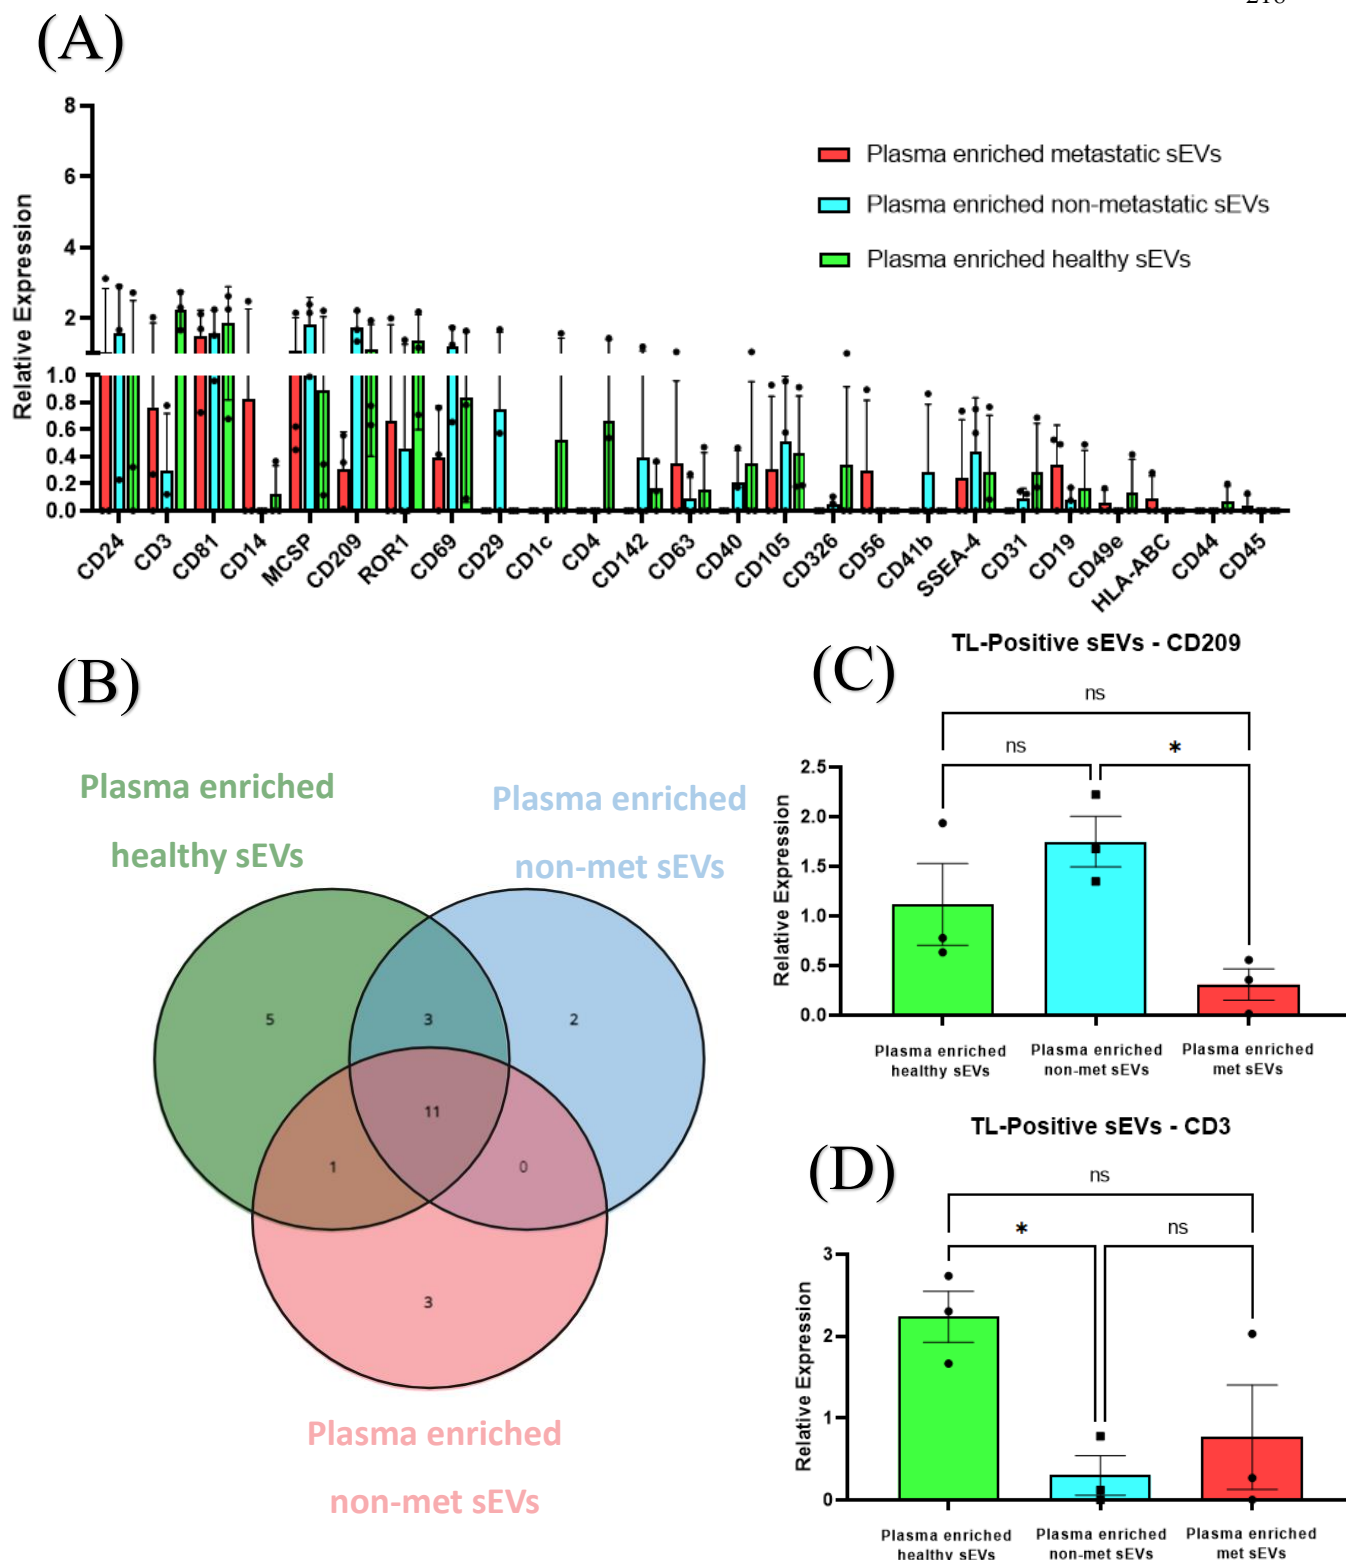 (A)
8
6
4
2
1.0
0.8
0.6
0.4
0.2
0.0
Relative Expression
Plasma enriched metastatic sEVs
Plasma enriched non-metastatic sEVs
Plasma enriched healthy sEVs
CD24
CD3
CD81
CD14
MCSP
CD209
ROR1
CD69
CD29
CD1c
CD4
CD142
CD63
CD40
CD105
CD326
CD56
CD41b
SSEA-4
CD31
CD19
CD49e
HLA-ABC
CD44
CD45
(B)
Plasma enriched
healthy sEVs
Plasma enriched
non-met sEVs
5
3
2
11
1
0
3
Plasma enriched
non-met sEVs
(C)
TL-Positive sEVs - CD209
ns
ns
*
2.5
2.0
1.5
1.0
0.5
0.0
Relative Expression
Plasma enriched
healthy sEVs
Plasma enriched
non-met sEVs
Plasma enriched
met sEVs
(D)
TL-Positive sEVs - CD3
ns
*
ns
3
2
1
0
Relative Expression
Plasma enriched
healthy sEVs
Plasma enriched
non-met sEVs
Plasma enriched
met sEVs